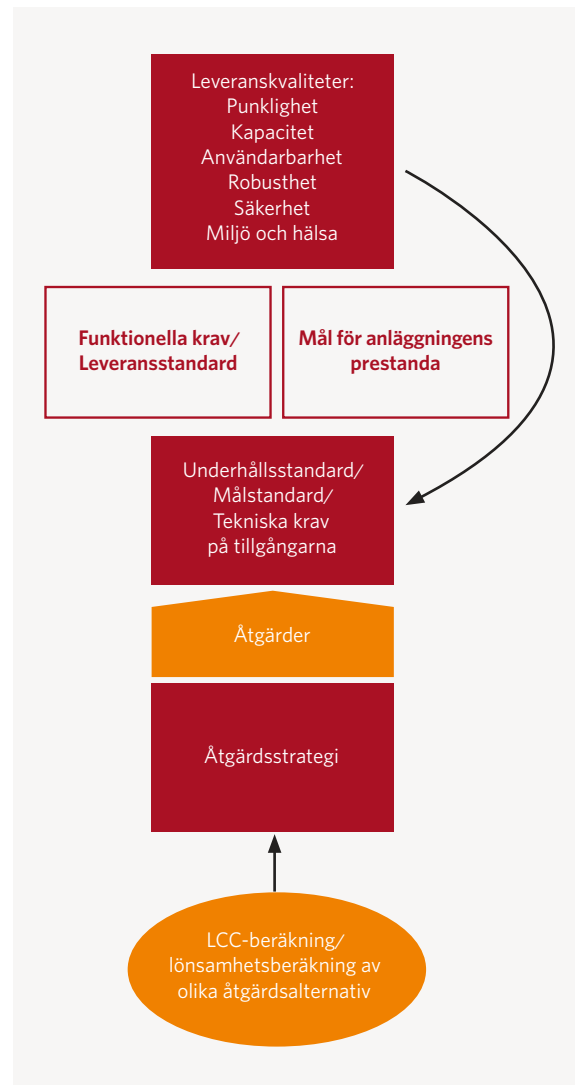 Leveranskvaliteter:
Punklighet
Kapacitet
Användarbarhet
Robusthet
Säkerhet
Miljö och hälsa
Funktionella krav/
Leveransstandard
Mål för anläggningens
prestanda
Underhållsstandard/
Målstandard/
Tekniska krav
på tillgångarna
Åtgärder
Åtgärdsstrategi
LCC-beräkning/
lönsamhetsberäkning av
olika åtgärdsalternativ